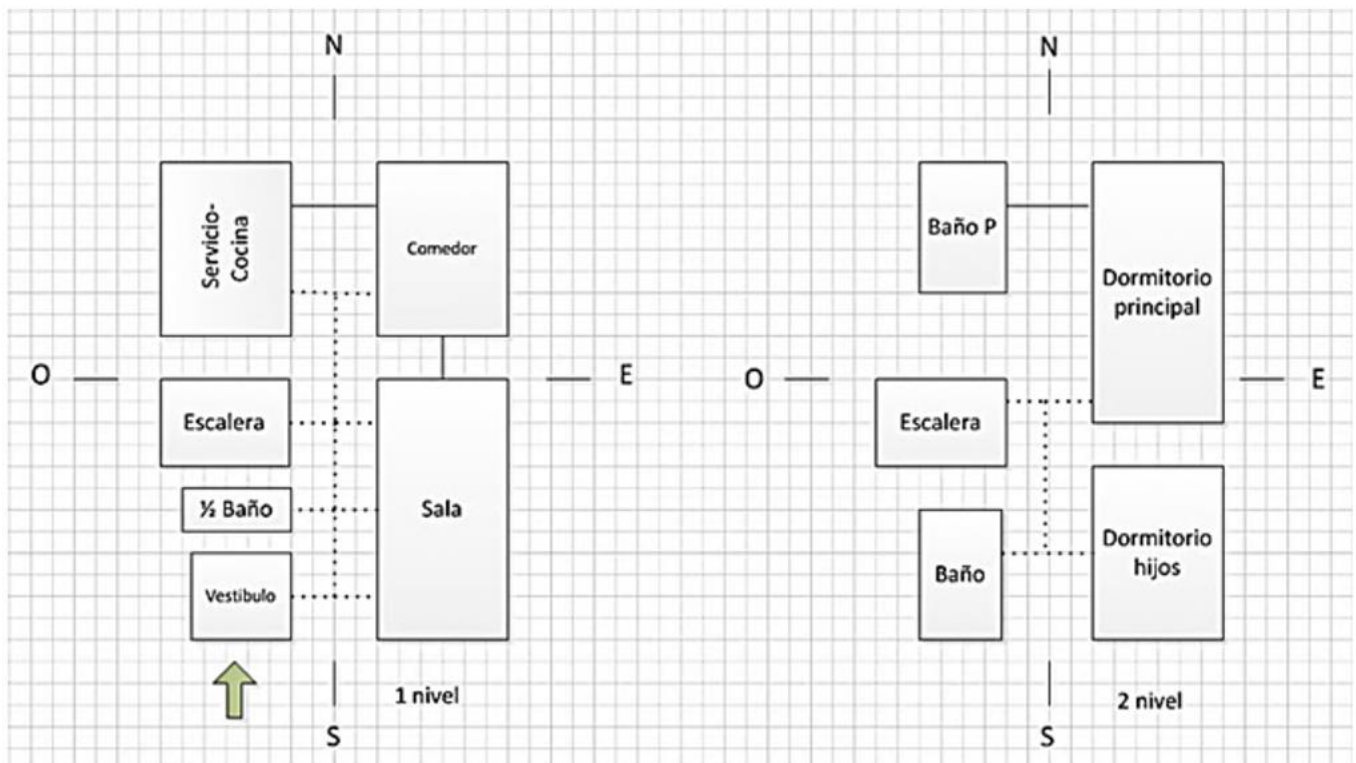 N
Servicio-
Cocina
Comedor
O
E
Escalera
½ Baño
Sala
Vestibulo
1 nivel
S
N
Baño P
Dormitorio
principal
O
E
Escalera
Baño
Dormitorio
hijos
2 nivel
S